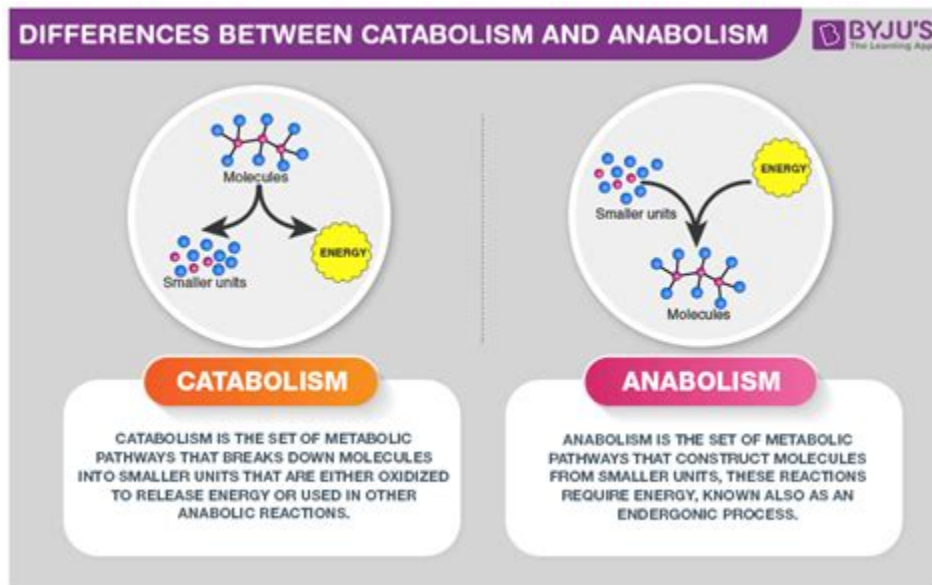 DIFFERENCES BETWEEN CATABOLISM AND ANABOLISM
BYJU'S
The Learning App
Molecules
Smaller units
ENERGY
CATABOLISM
CATABOLISM IS THE SET OF METABOLIC
PATHWAYS THAT BREAKS DOWN MOLECULES
INTO SMALLER UNITS THAT ARE EITHER OXIDIZED
TO RELEASE ENERGY OR USED IN OTHER
ANABOLIC REACTIONS.
Smaller units
ENERGY
Molecules
ANABOLISM
ANABOLISM IS THE SET OF METABOLIC
PATHWAYS THAT CONSTRUCT MOLECULES
FROM SMALLER UNITS, THESE REACTIONS
REQUIRE ENERGY, KNOWN ALSO AS AN
ENDERGONIC PROCESS.